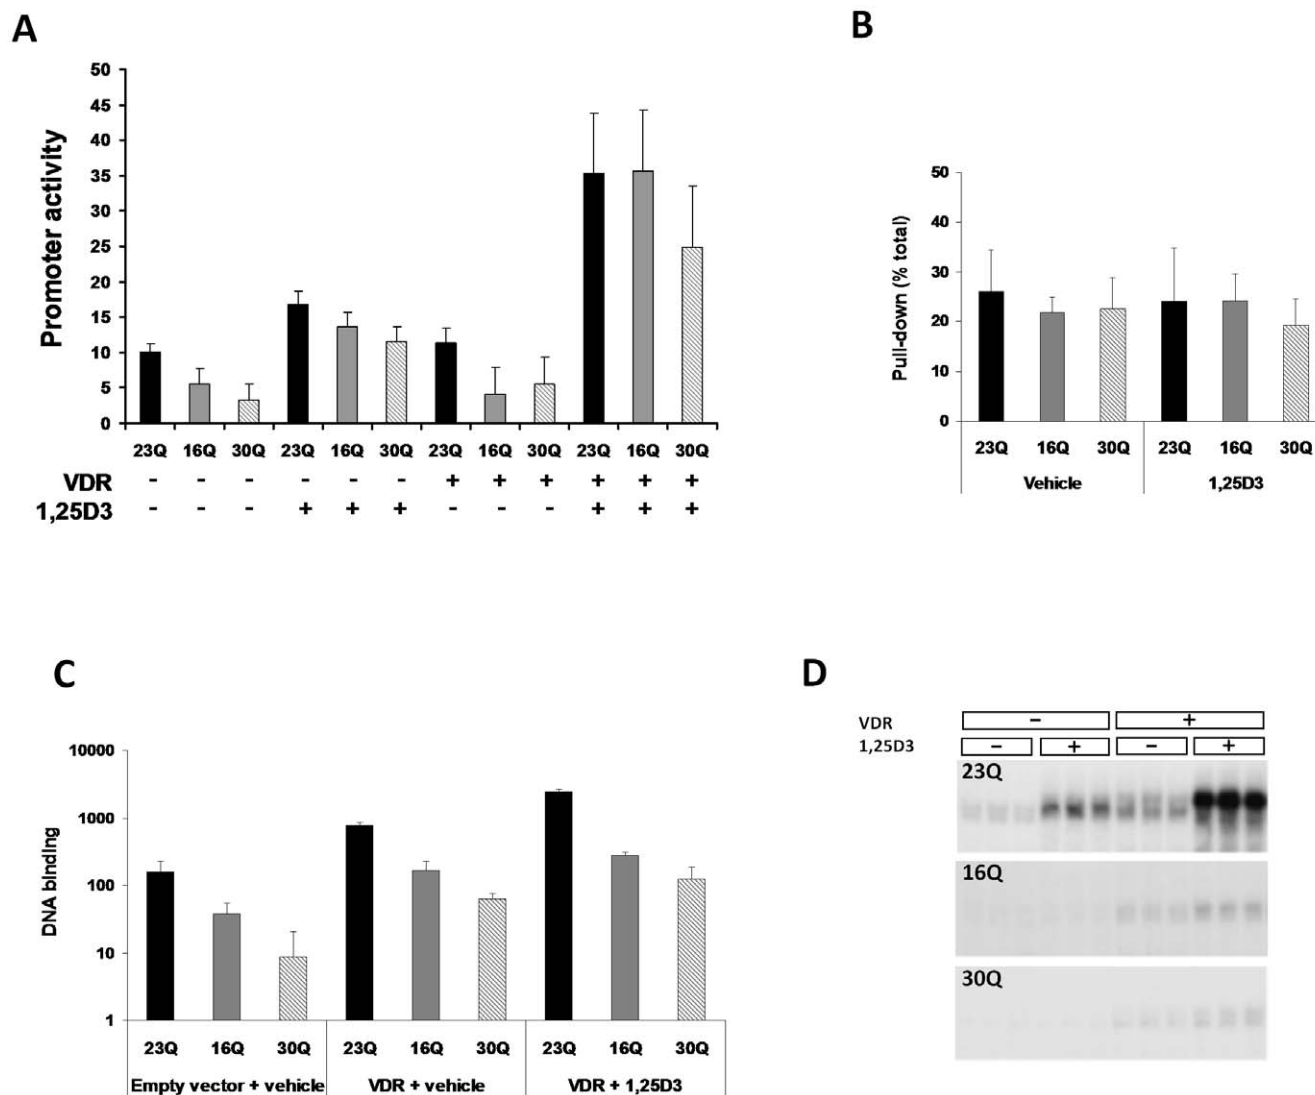 A
Promoter activity
50
45
40
35
30
25
20
15
10
5
0
23Q 16Q 30Q 23Q 16Q 30Q 23Q 16Q 30Q 23Q 16Q 30Q
VDR - - - - - - + + + + + +
1,25D3 - - - + + + - - - + + +
B
Pull-down (% total)
50
40
30
20
10
0
23Q 16Q 30Q 23Q 16Q 30Q
Vehicle 1,25D3
C
DNA binding
10000
1000
100
10
1
23Q 16Q 30Q 23Q 16Q 30Q 23Q 16Q 30Q
Empty vector + vehicle VDR + vehicle VDR + 1,25D3
D
VDR - +
1,25D3 - + - +
23Q
16Q
30Q